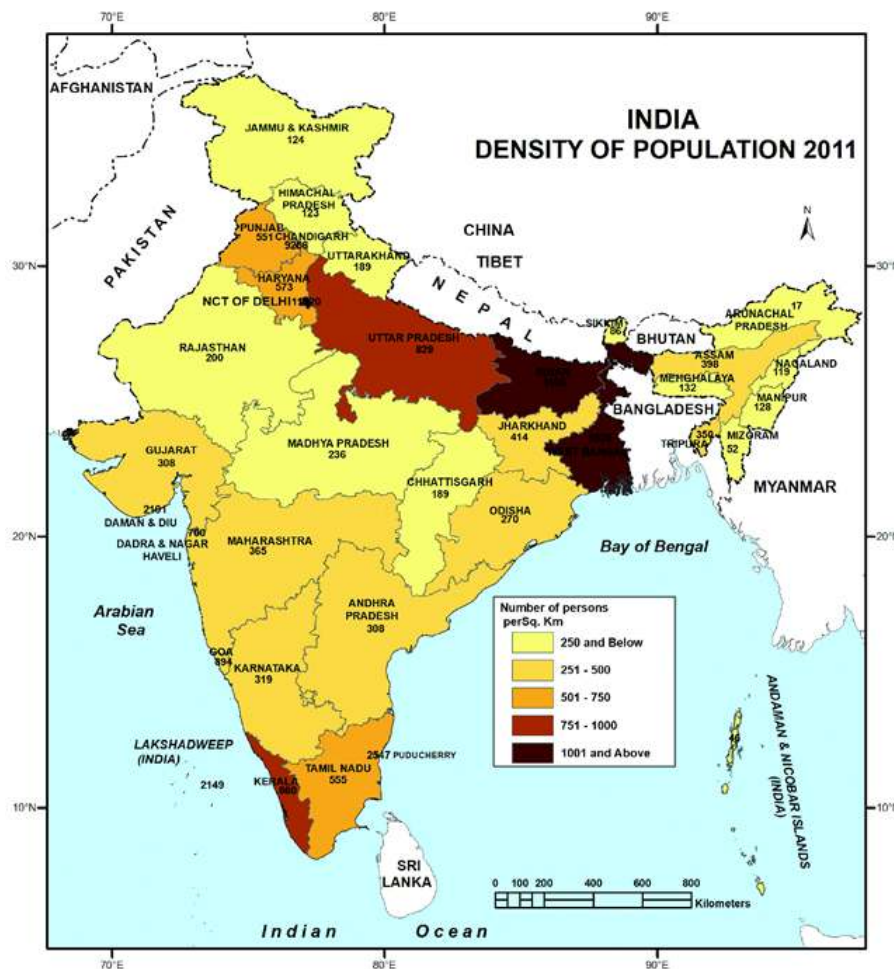 70°E
80°E
90°E
INDIA
DENSITY OF POPULATION 2011
AFGHANISTAN
JAMMU & KASHMIR
124
HIMACHAL
PRADESH
123
PUNJAB
551
CHANDIGARH
UTTARAKHAND
189
PAKISTAN
CHINA
TIBET
N
30°N
30°N
HARYANA
573
NCT OF DELHI
NEPAL
SIKKIM
86
BHUTAN
17
ARUNACHAL
PRADESH
RAJASTHAN
200
UTTAR PRADESH
829
ASSAM
398
NAGALAND
119
MEHGHALAYA
132
MANIPUR
128
BANGLADESH
JHARKHAND
414
350
TRIPURA
MIZORAM
52
GUJARAT
308
MADHYA PRADESH
236
CHHATTISGARH
189
MYANMAR
DAMAN & DIU
ODISHA
270
20°N
20°N
DADRA & NAGAR
HAVELI
MAHARASHTRA
365
Bay of Bengal
Arabian
Sea
ANDHRA
PRADESH
308
Number of persons
perSq. Km
250 and Below
251 - 500
501 - 750
751 - 1000
1001 and Above
GOA
KARNATAKA
319
LAKSHADWEEP
(INDIA)
2149
KERALA
TAMIL NADU
555
PUDUCHERRY
ANDAMAN & NICOBAR ISLANDS
(INDIA)
46
10°N
10°N
SRI
LANKA
0 100 200 400 600 800
Kilometers
Indian Ocean
70°E
80°E
90°E